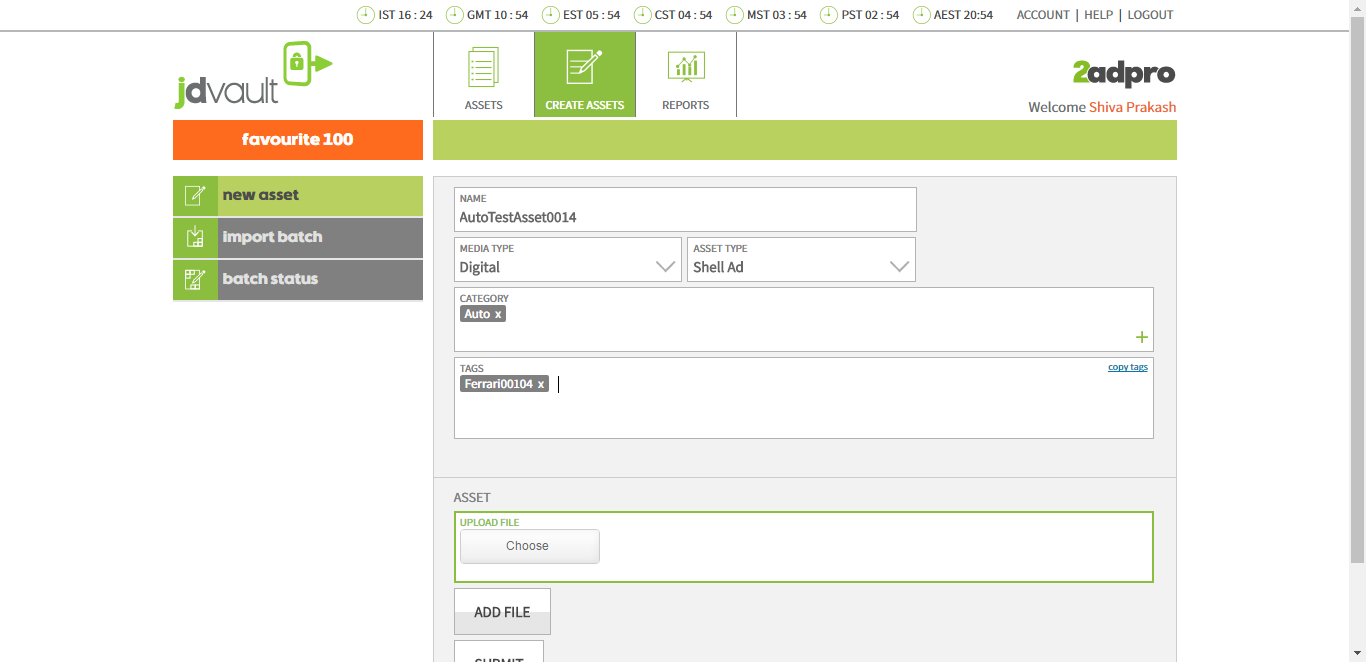 IST 16 : 24 GMT 10 : 54 EST 05 : 54 CST 04 : 54 MST 03 : 54 PST 02 : 54 AEST 20:54 ACCOUNT | HELP | LOGOUT
jdvault
ASSETS CREATE ASSETS REPORTS
2adpro
Welcome Shiva Prakash
favourite 100
new asset
import batch
batch status
NAME
AutoTestAsset0014
MEDIA TYPE ASSET TYPE
Digital Shell Ad
CATEGORY
Auto x
+
TAGS copy tags
Ferrari00104 x
ASSET
UPLOAD FILE
Choose
ADD FILE
SUBMIT